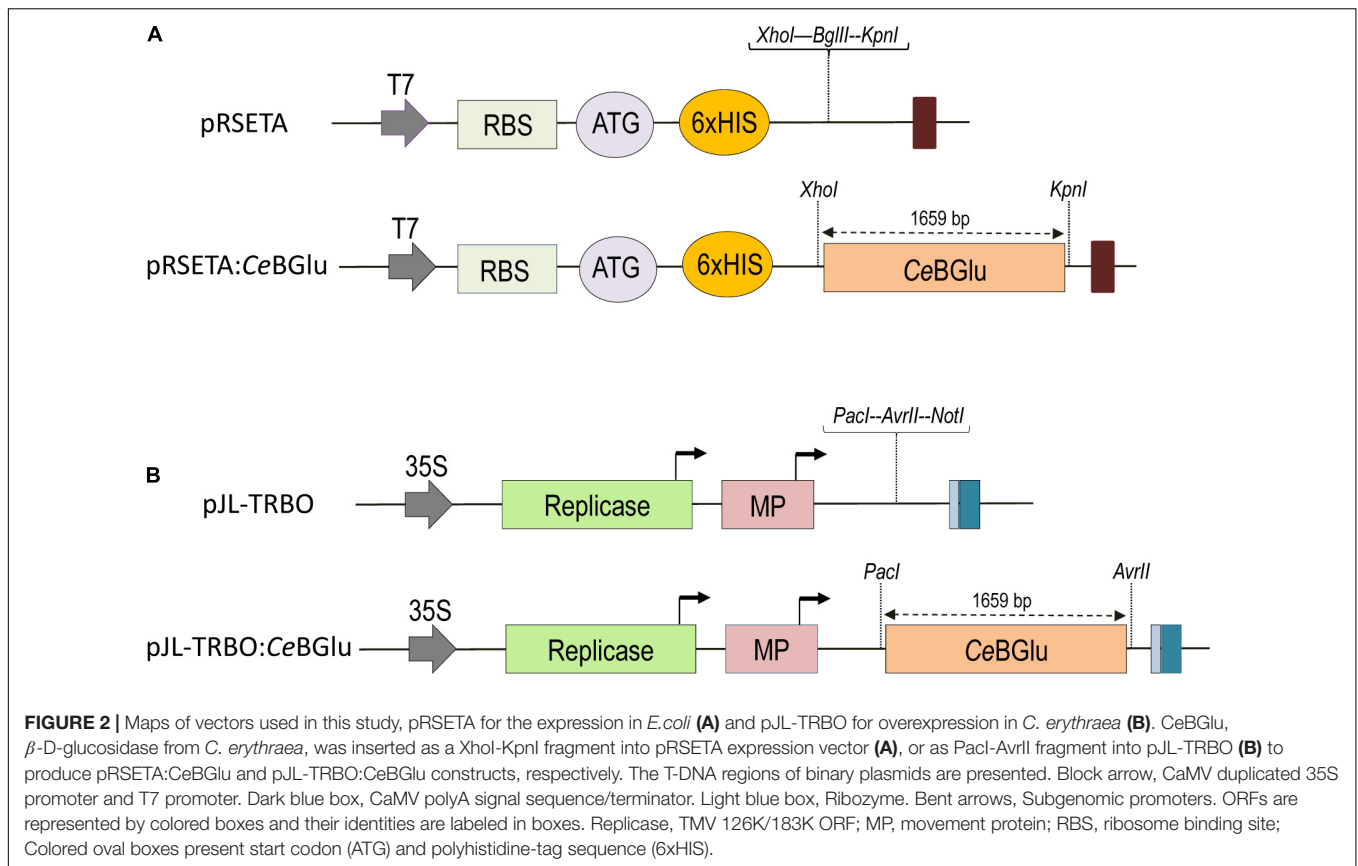 A
XhoI—BglII--KpnI
T7
pRSETA
RBS
ATG
6xHIS
XhoI
KpnI
T7
1659 bp
pRSETA:CeBGlu
RBS
ATG
6xHIS
CeBGlu
PacI--AvrII--NotI
B
35S
pJL-TRBO
Replicase
MP
PacI
AvrII
35S
1659 bp
pJL-TRBO:CeBGlu
Replicase
MP
CeBGlu
FIGURE 2 | Maps of vectors used in this study, pRSETA for the expression in E.coli (A) and pJL-TRBO for overexpression in C. erythraea (B). CeBGlu,
β-D-glucosidase from C. erythraea, was inserted as a XhoI-KpnI fragment into pRSETA expression vector (A), or as PacI-AvrII fragment into pJL-TRBO (B) to
produce pRSETA:CeBGlu and pJL-TRBO:CeBGlu constructs, respectively. The T-DNA regions of binary plasmids are presented. Block arrow, CaMV duplicated 35S
promoter and T7 promoter. Dark blue box, CaMV polyA signal sequence/terminator. Light blue box, Ribozyme. Bent arrows, Subgenomic promoters. ORFs are
represented by colored boxes and their identities are labeled in boxes. Replicase, TMV 126K/183K ORF; MP, movement protein; RBS, ribosome binding site;
Colored oval boxes present start codon (ATG) and polyhistidine-tag sequence (6xHIS).